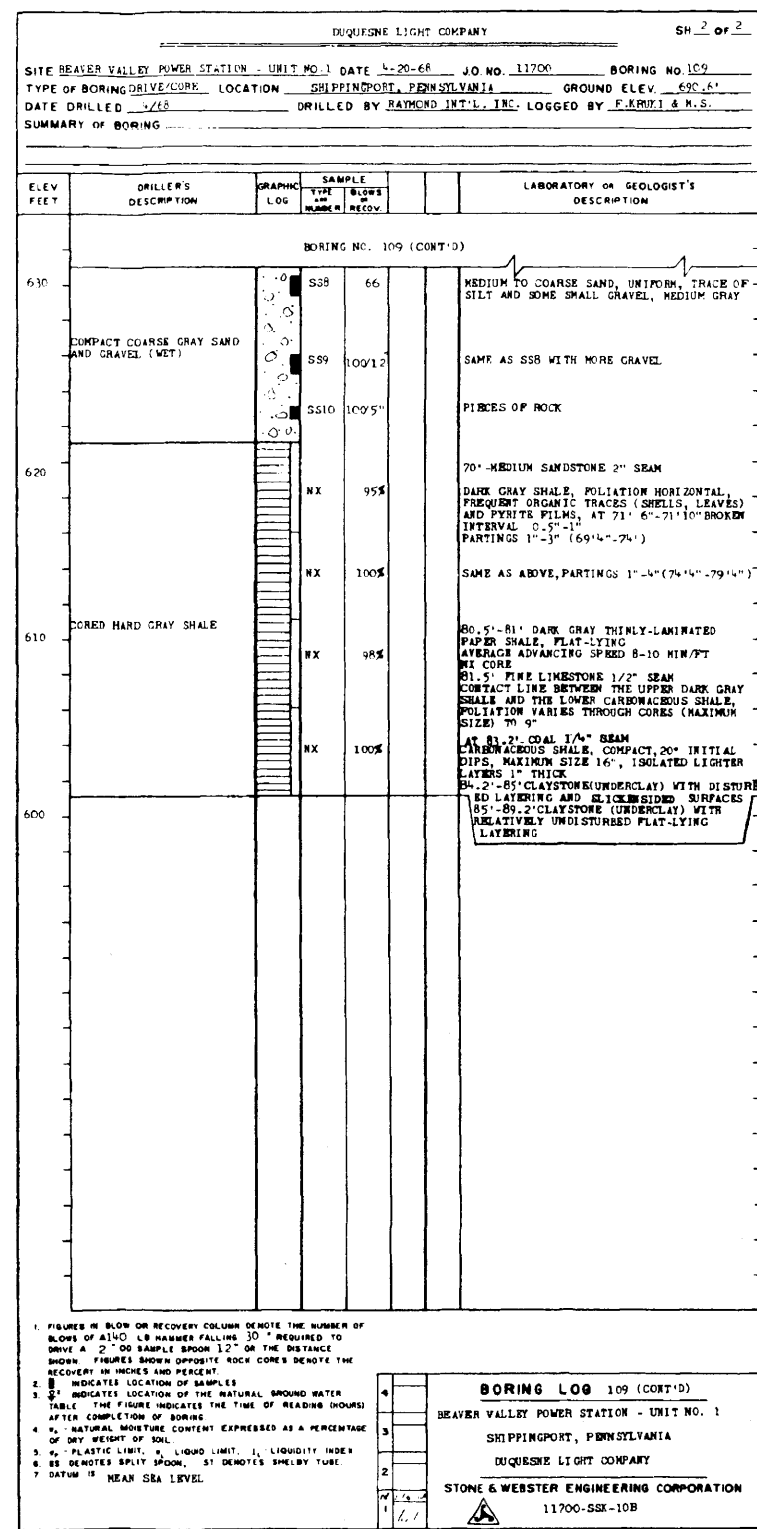 DUQUESNE LIGHT COMPANY SH 2 OF 2
SITE BEAVER VALLEY POWER STATION - UNIT NO.1 DATE 4-20-68 J.O. NO. 11700 BORING NO. 109
TYPE OF BORING DRIVE/CORE LOCATION SHIPPINGPORT, PENNSYLVANIA GROUND ELEV. 690.6'
DATE DRILLED 4/68 DRILLED BY RAYMOND INT'L. INC. LOGGED BY F.KRUKI & M.S.
SUMMARY OF BORING
ELEV FEET
DRILLER'S DESCRIPTION
GRAPHIC LOG
SAMPLE
TYPE AND NUMBER
BLOWS OR RECOV.
LABORATORY OR GEOLOGIST'S DESCRIPTION
BORING NO. 109 (CONT'D)
630
SS8 66
MEDIUM TO COARSE SAND, UNIFORM, TRACE OF
SILT AND SOME SMALL GRAVEL, MEDIUM GRAY
COMPACT COARSE GRAY SAND
AND GRAVEL (WET)
SS9 100/12
SAME AS SS8 WITH MORE GRAVEL
SS10 100/5"
PIECES OF ROCK
620
70'-MEDIUM SANDSTONE 2" SEAM
NX 95%
DARK GRAY SHALE, FOLIATION HORIZONTAL,
FREQUENT ORGANIC TRACES (SHELLS, LEAVES)
AND PYRITE FILMS, AT 71' 6"-71'10" BROKEN
INTERVAL 0.5"-1"
PARTINGS 1"-3" (69'4"-74')
NX 100%
SAME AS ABOVE, PARTINGS 1"-4"(74'4"-79'4")
610
CORED HARD GRAY SHALE
NX 98%
80.5'-81' DARK GRAY THINLY-LAMINATED
PAPER SHALE, FLAT-LYING
AVERAGE ADVANCING SPEED 8-10 MIN/FT
NX CORE
81.5' FINE LIMESTONE 1/2" SEAM
CONTACT LINE BETWEEN THE UPPER DARK GRAY
SHALE AND THE LOWER CARBONACEOUS SHALE,
FOLIATION VARIES THROUGH CORES (MAXIMUM
SIZE) TO 9"
NX 100%
AT 83.2'-COAL 1/4" SEAM
CARBONACEOUS SHALE, COMPACT, 20° INITIAL
DIPS, MAXIMUM SIZE 16", ISOLATED LIGHTER
LAYERS 1" THICK
84.2'-85' CLAYSTONE(UNDERCLAY) WITH DISTURB
ED LAYERING AND SLICKENSIDED SURFACES
600
85'-89.2' CLAYSTONE (UNDERCLAY) WITH
RELATIVELY UNDISTURBED FLAT-LYING
LAYERING
1. FIGURES IN BLOW OR RECOVERY COLUMN DENOTE THE NUMBER OF
BLOWS OF A 140 LB HAMMER FALLING 30" REQUIRED TO
DRIVE A 2" OD SAMPLE SPOON 12" OR THE DISTANCE
SHOWN. FIGURES SHOWN OPPOSITE ROCK CORES DENOTE THE
RECOVERY IN INCHES AND PERCENT.
2. INDICATES LOCATION OF SAMPLES
3. INDICATES LOCATION OF THE NATURAL GROUND WATER
TABLE THE FIGURE INDICATES THE TIME OF READING (HOURS)
AFTER COMPLETION OF BORING
4 - NATURAL MOISTURE CONTENT EXPRESSED AS A PERCENTAGE
OF DRY WEIGHT OF SOIL.
5. - PLASTIC LIMIT, LIQUID LIMIT, LIQUIDITY INDEX
6. SS DENOTES SPLIT SPOON, ST DENOTES SHELBY TUBE.
7 DATUM IS MEAN SEA LEVEL
4
3
2
1
BORING LOG 109 (CONT'D)
BEAVER VALLEY POWER STATION - UNIT NO. 1
SHIPPINGPORT, PENNSYLVANIA
DUQUESNE LIGHT COMPANY
STONE & WEBSTER ENGINEERING CORPORATION
11700-SSK-10B